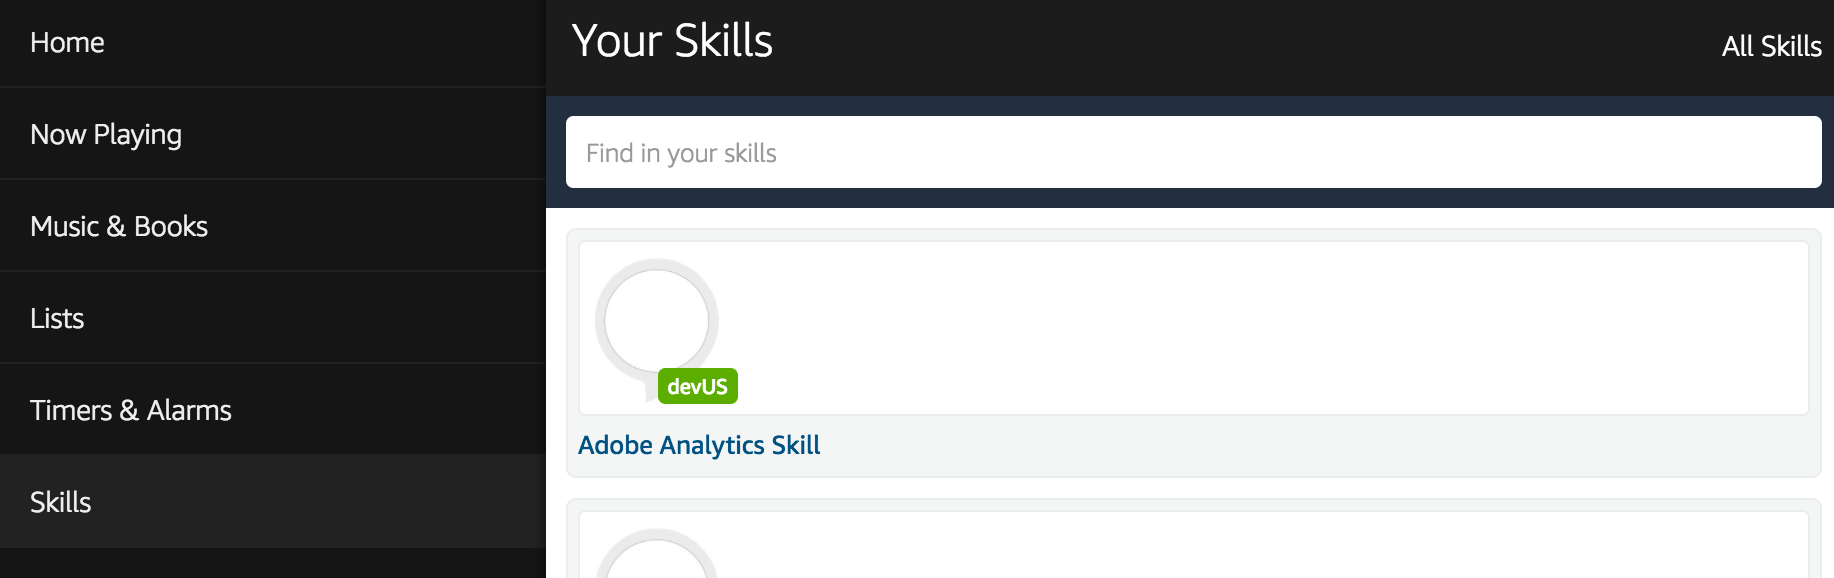 Home
Now Playing
Music & Books
Lists
Timers & Alarms
Skills
Your Skills
All Skills
Find in your skills
devUS
Adobe Analytics Skill